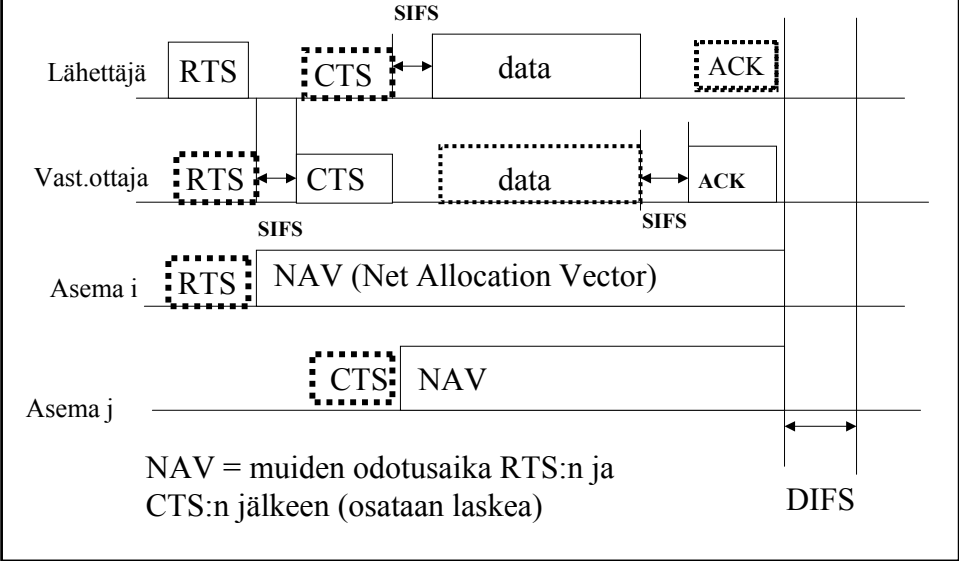 SIFS
Lähettäjä RTS CTS data ACK
Vast.ottaja RTS CTS data ACK
SIFS SIFS
Asema i RTS NAV (Net Allocation Vector)
Asema j CTS NAV
NAV = muiden odotusaika RTS:n ja
CTS:n jälkeen (osataan laskea)
DIFS